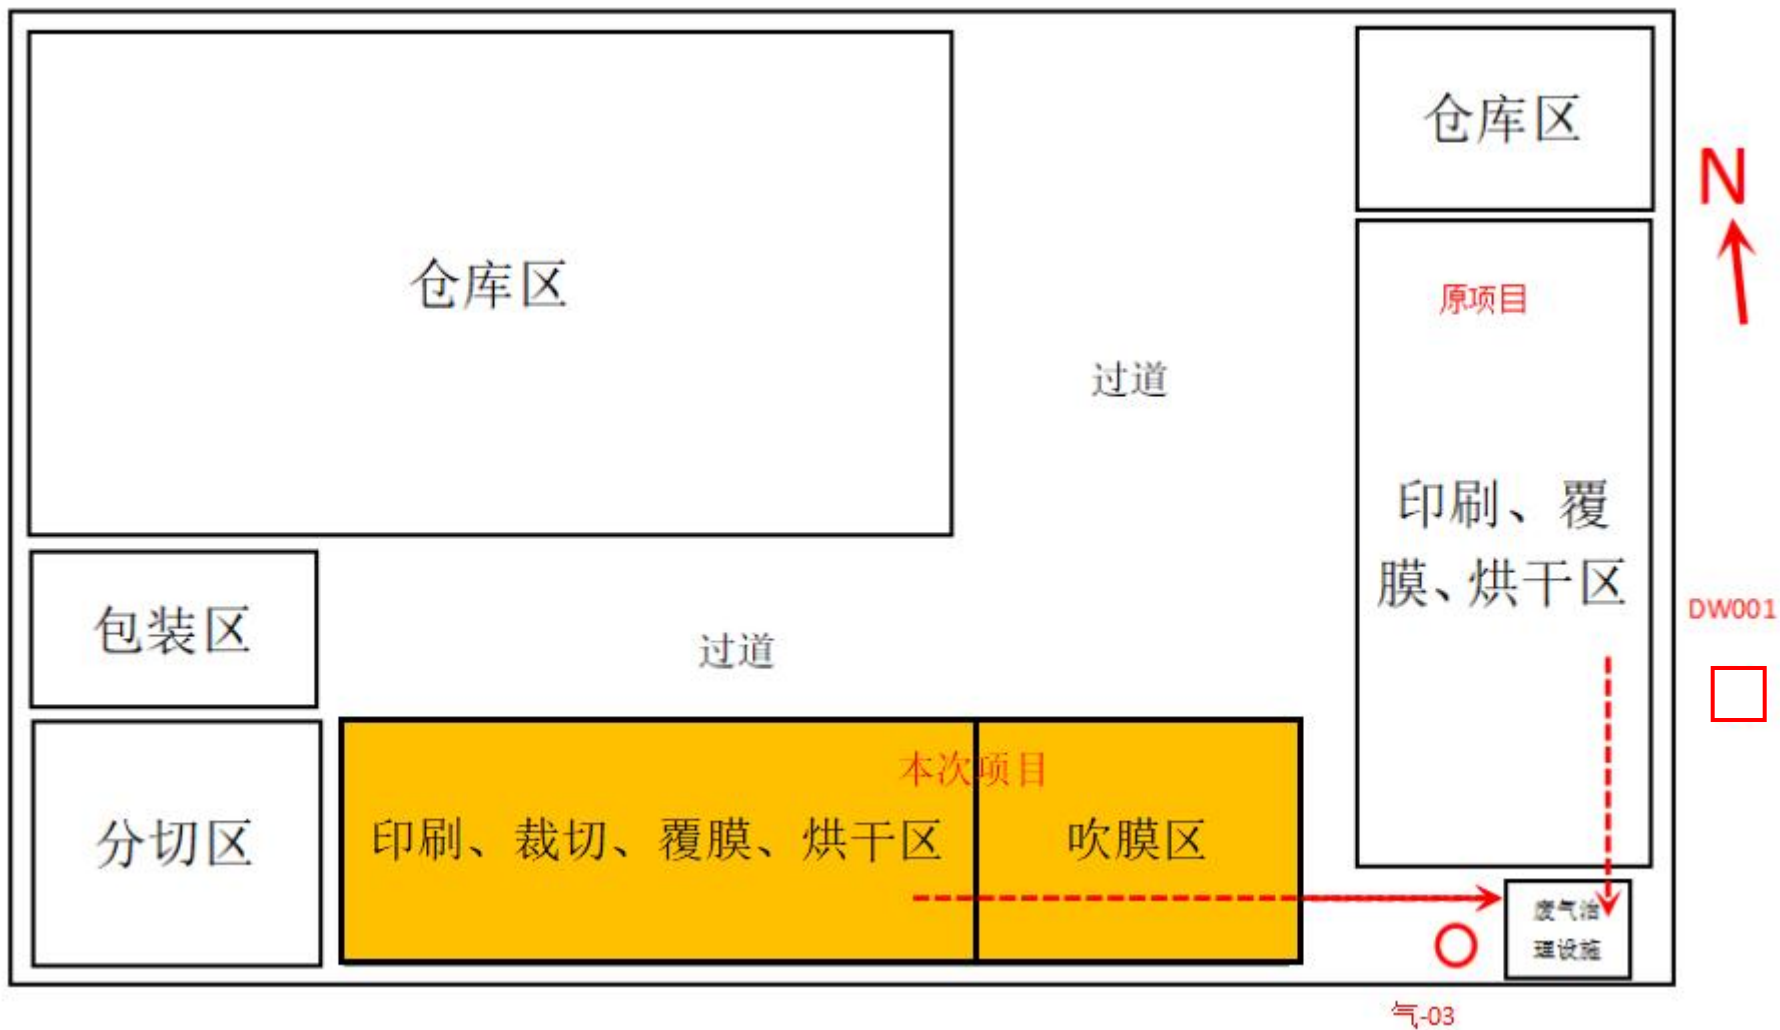 仓库区
仓库区
N
原项目
过道
印刷、覆
膜、烘干区
DW001
包装区
过道
本次项目
分切区
印刷、裁切、覆膜、烘干区
吹膜区
废气治
理设施
气-03